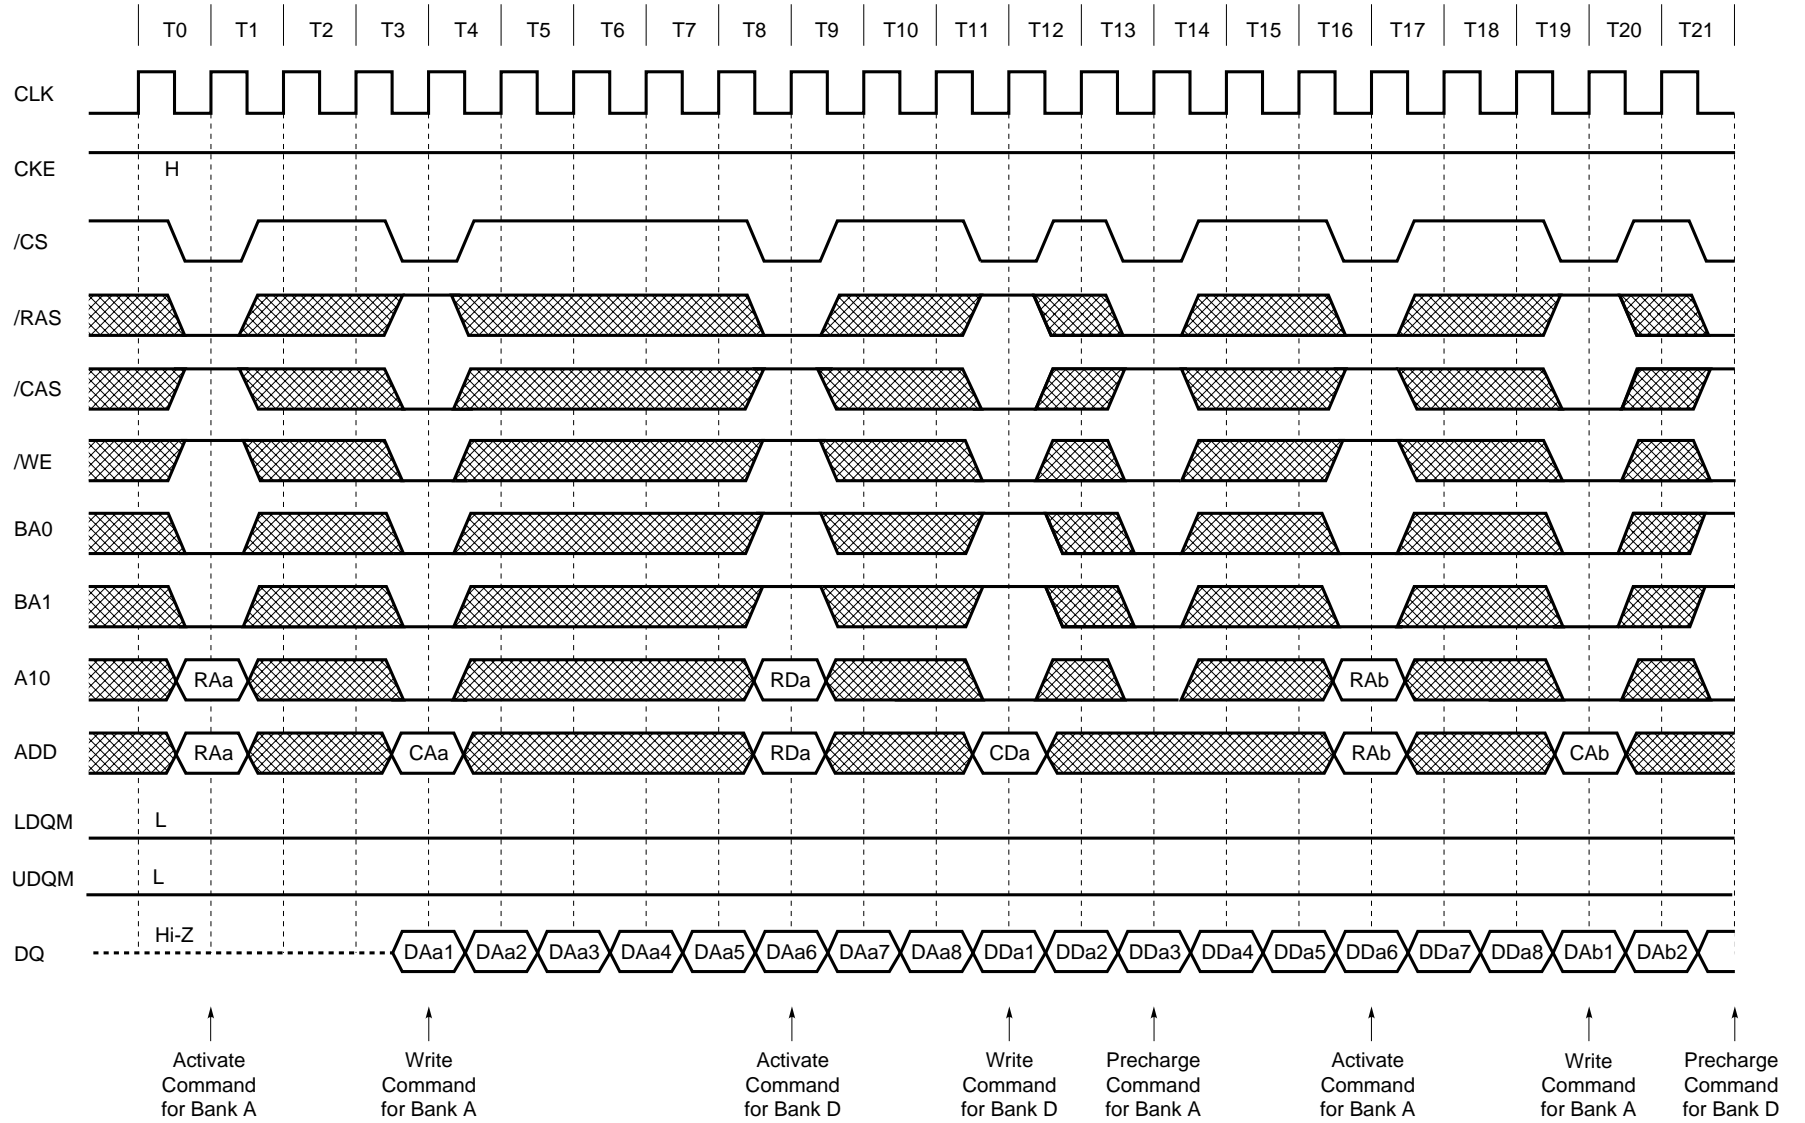 T0 T1 T2 T3 T4 T5 T6 T7 T8 T9 T10 T11 T12 T13 T14 T15 T16 T17 T18 T19 T20 T21
CLK
CKE H
/CS
/RAS
/CAS
/WE
BA0
BA1
A10 RAa RDa RAb
ADD RAa CAa RDa CDa RAb CAb
LDQM L
UDQM L
DQ Hi-Z DAa1 DAa2 DAa3 DAa4 DAa5 DAa6 DAa7 DAa8 DDa1 DDa2 DDa3 DDa4 DDa5 DDa6 DDa7 DDa8 DAb1 DAb2
Activate
Command
for Bank A
Write
Command
for Bank A
Activate
Command
for Bank D
Write
Command
for Bank D
Precharge
Command
for Bank A
Activate
Command
for Bank A
Write
Command
for Bank A
Precharge
Command
for Bank D